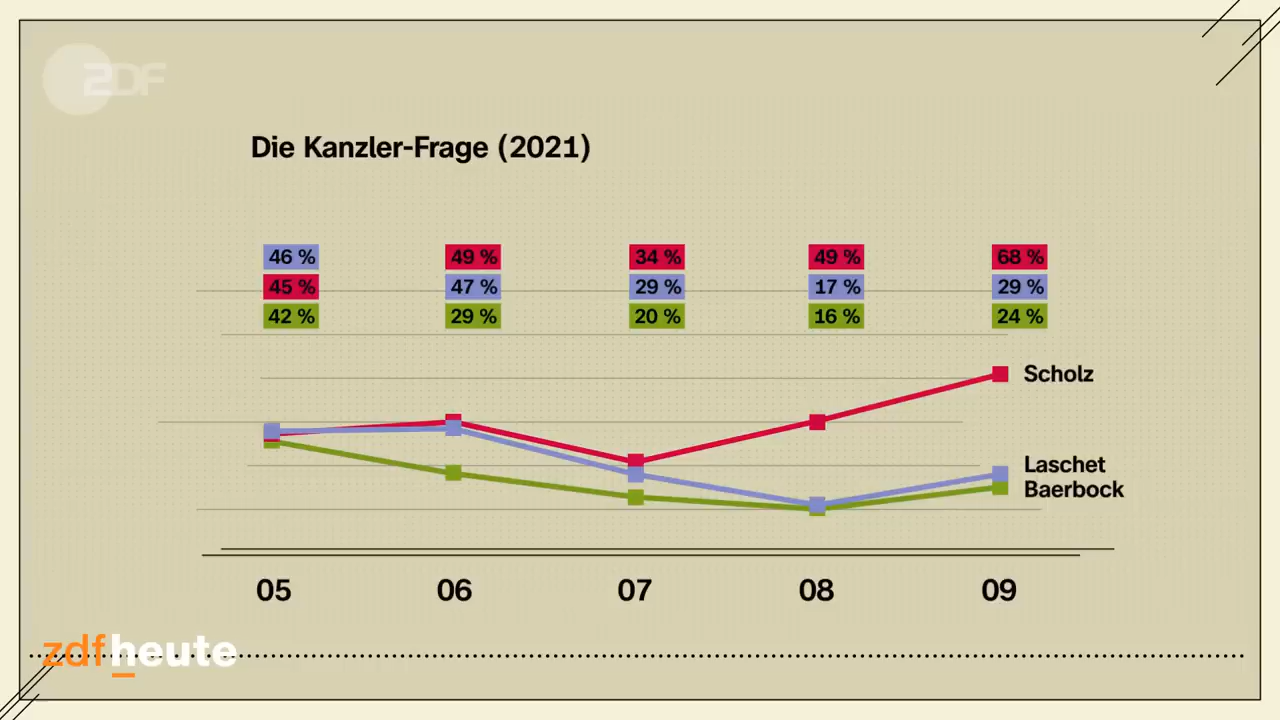 ZDF
Die Kanzler-Frage (2021)
46 % 49 % 34 % 49 % 68 %
45 % 47 % 29 % 17 % 29 %
42 % 29 % 20 % 16 % 24 %
Scholz
Laschet
Baerbock
05 06 07 08 09
zdfheute